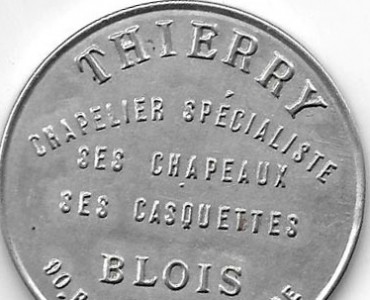 THIERRY
CHAPELIER SPÉCIALISTE
SES CHAPEAUX
SES CASQUETTES
BLOIS